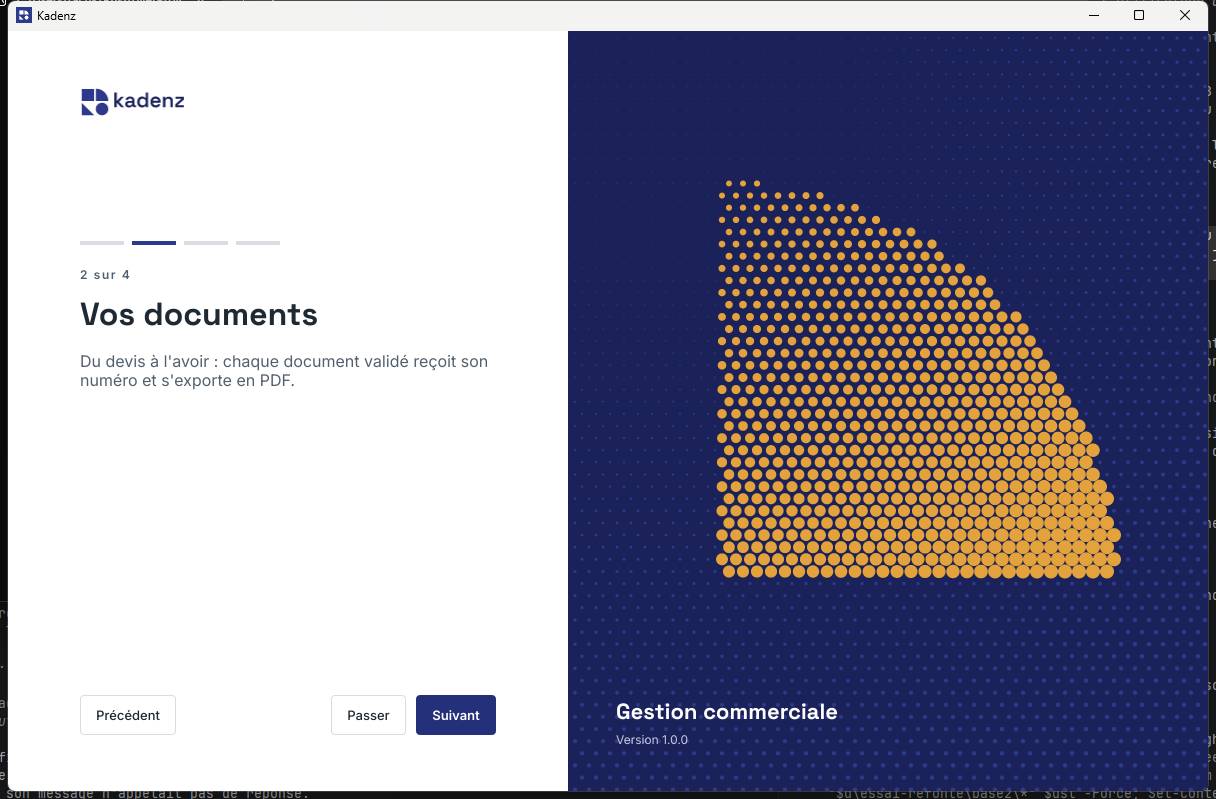 Kadenz
kadenz
2 sur 4
Vos documents
Du devis à l'avoir : chaque document validé reçoit son
numéro et s'exporte en PDF.
Précédent
Passer
Suivant
Gestion commerciale
Version 1.0.0
son message n'appelait pas de réponse.